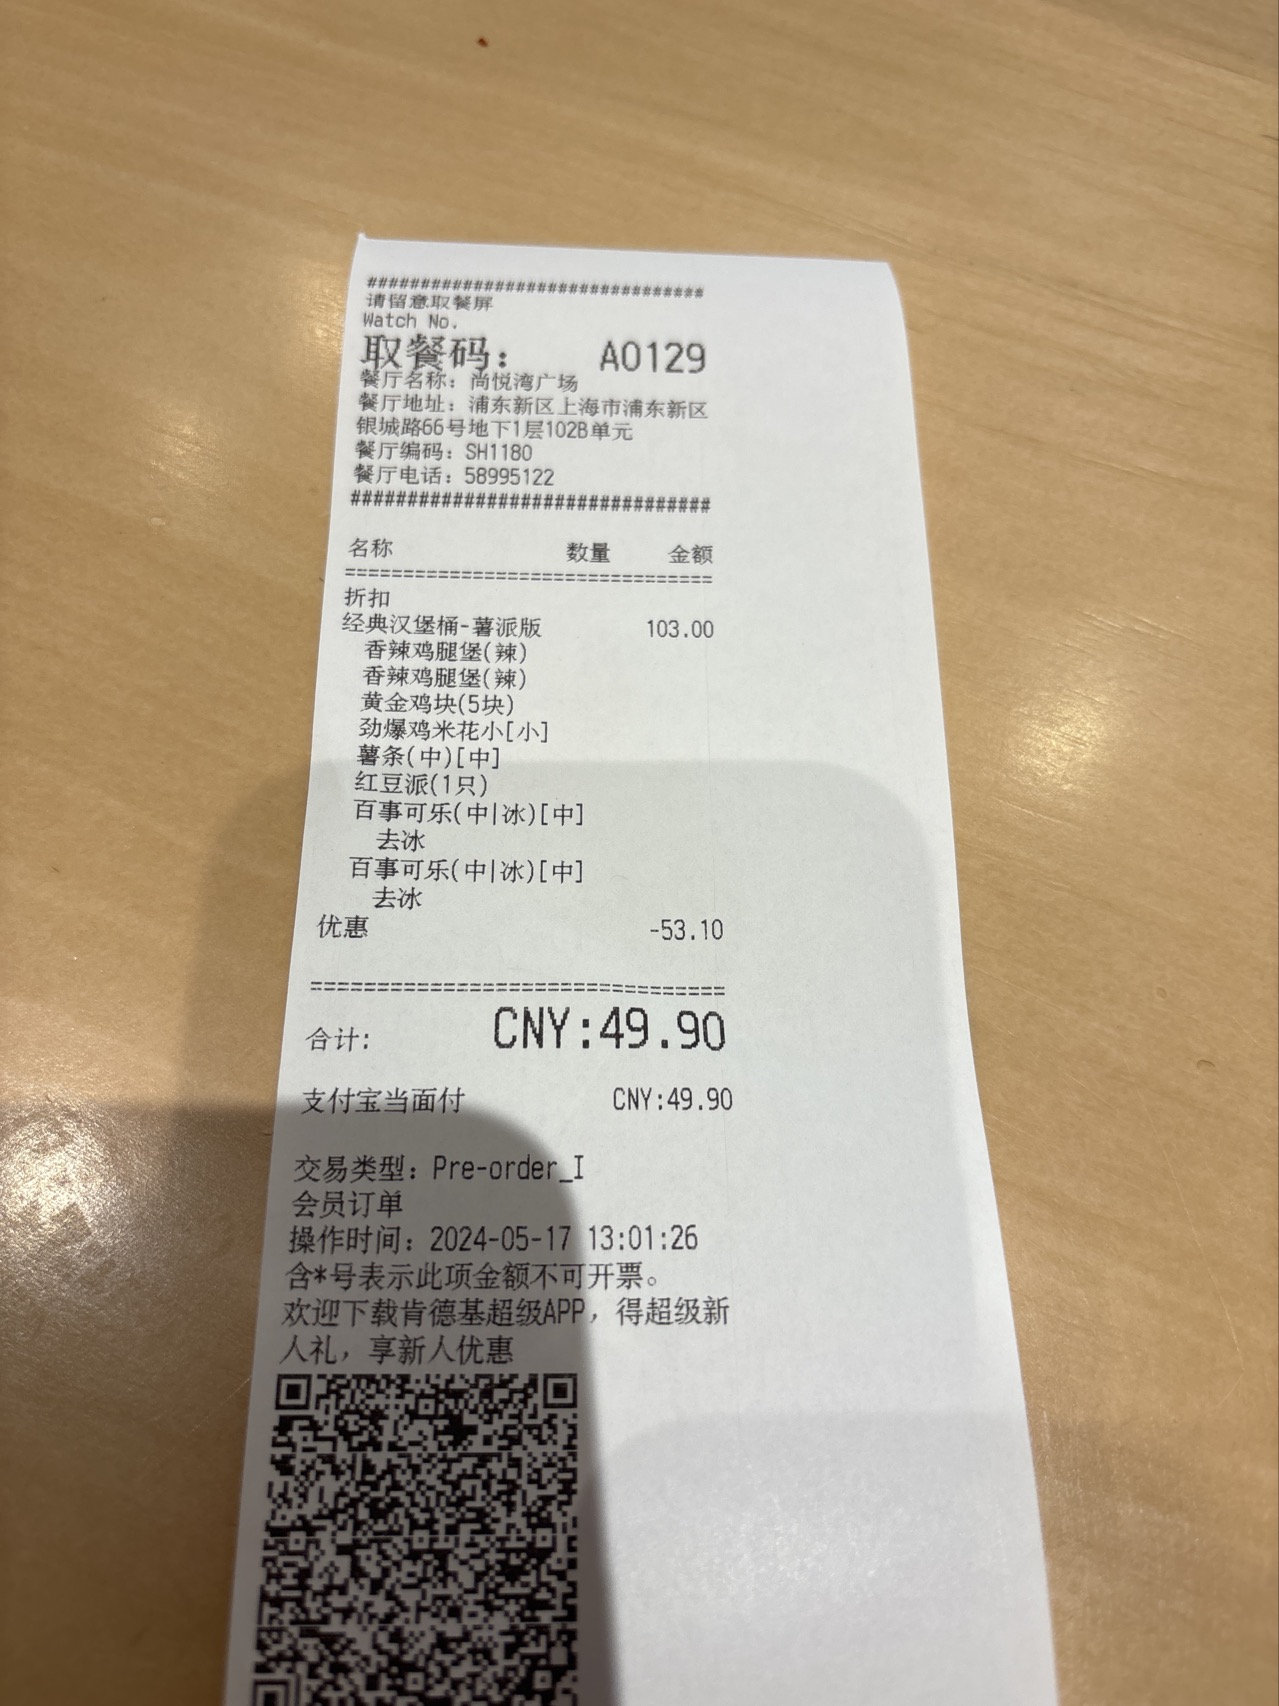 ################################
请留意取餐屏
Watch No.
取餐码： A0129
餐厅名称：尚悦湾广场
餐厅地址：浦东新区上海市浦东新区
银城路66号地下1层102B单元
餐厅编码：SH1180
餐厅电话：58995122
################################
名称 数量 金额
================================
折扣
经典汉堡桶-薯派版 103.00
香辣鸡腿堡(辣)
香辣鸡腿堡(辣)
黄金鸡块(5块)
劲爆鸡米花小[小]
薯条(中)[中]
红豆派(1只)
百事可乐(中|冰)[中]
去冰
百事可乐(中|冰)[中]
去冰
优惠 -53.10
================================
合计: CNY:49.90
支付宝当面付 CNY:49.90
交易类型：Pre-order_I
会员订单
操作时间：2024-05-17 13:01:26
含*号表示此项金额不可开票。
欢迎下载肯德基超级APP，得超级新
人礼，享新人优惠